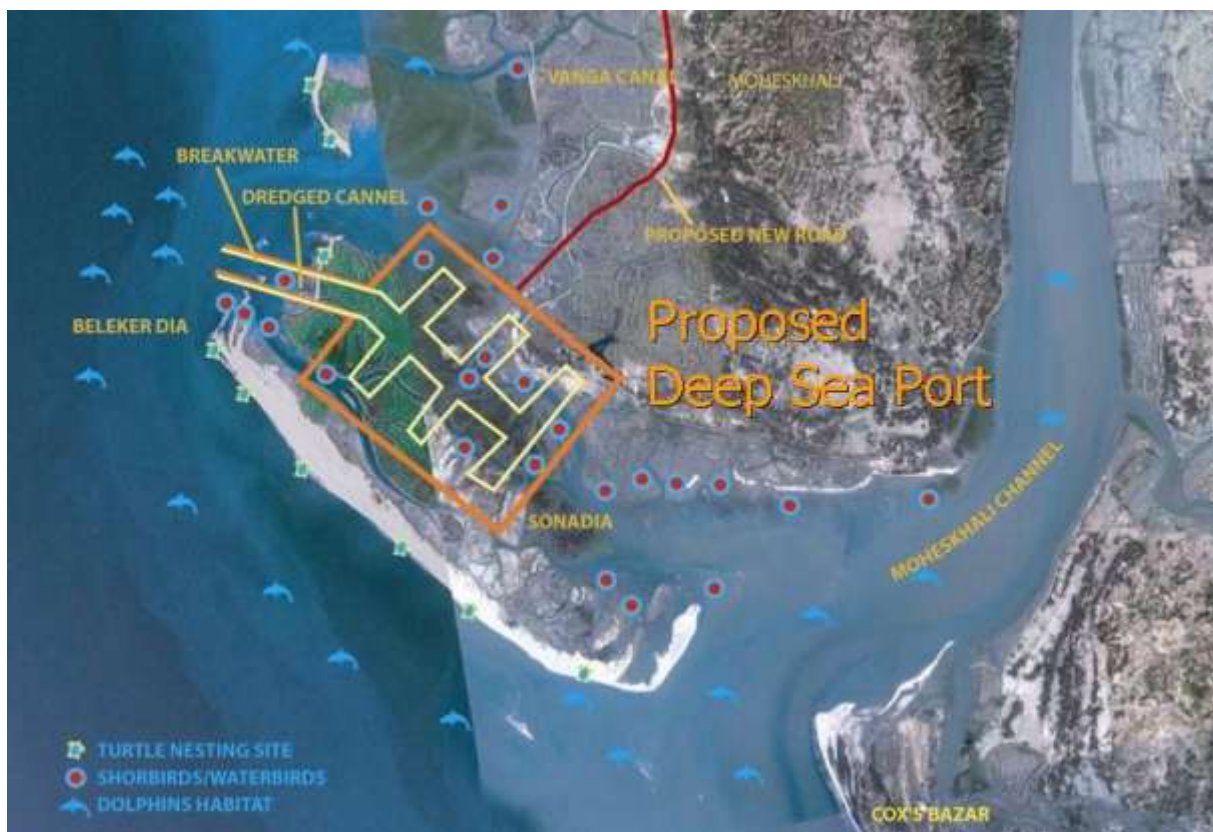 VANGA CANAL
MOHESKHALI
BREAKWATER
DREDGED CANNEL
PROPOSED NEW ROAD
BELEKER DIA
Proposed
Deep Sea Port
MOHESKHALI CHANNEL
SONADIA
TURTLE NESTING SITE
SHORBIRDS/WATERBIRDS
DOLPHINS HABITAT
COX'S BAZAR